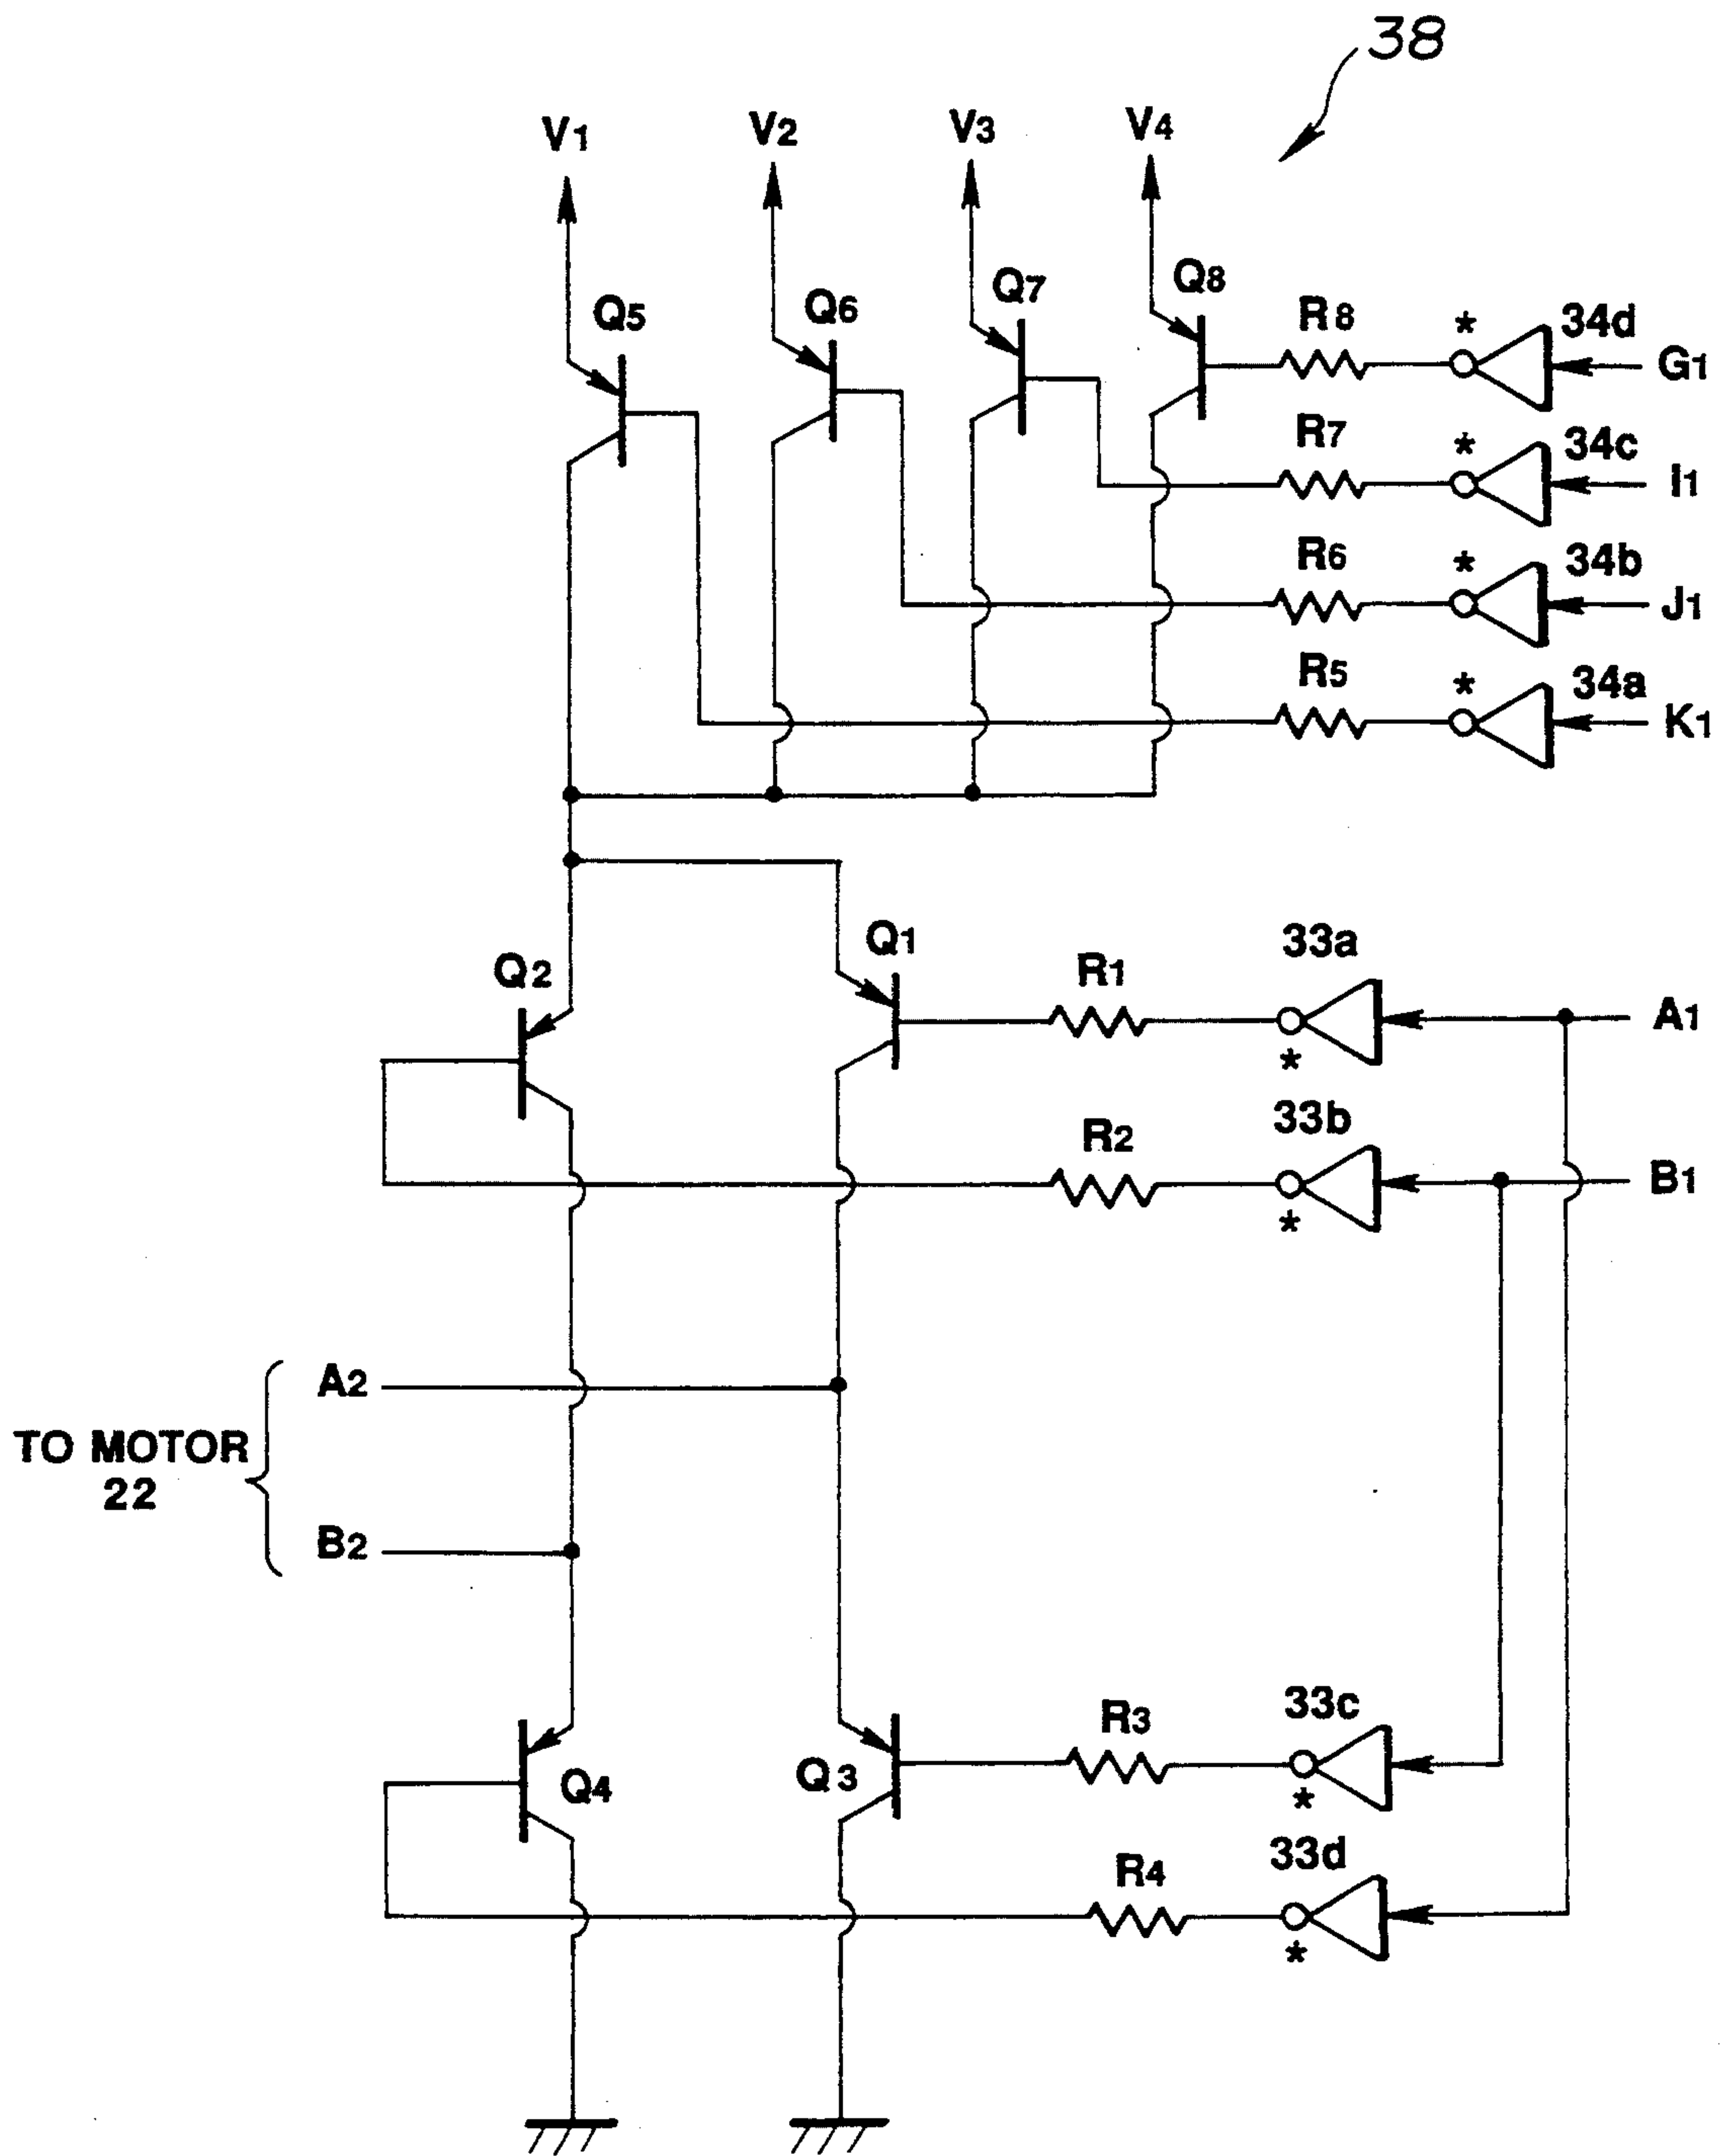 38
V1 V2 V3 V4
Q5 Q6 Q7 Q8
R8 * 34d G1
R7 * 34c I1
R6 * 34b J1
R5 * 34a K1
Q2 Q1 R1 33a * A1
R2 33b * B1
A2
TO MOTOR
22
B2
Q4 Q3 R3 33c *
R4 33d *